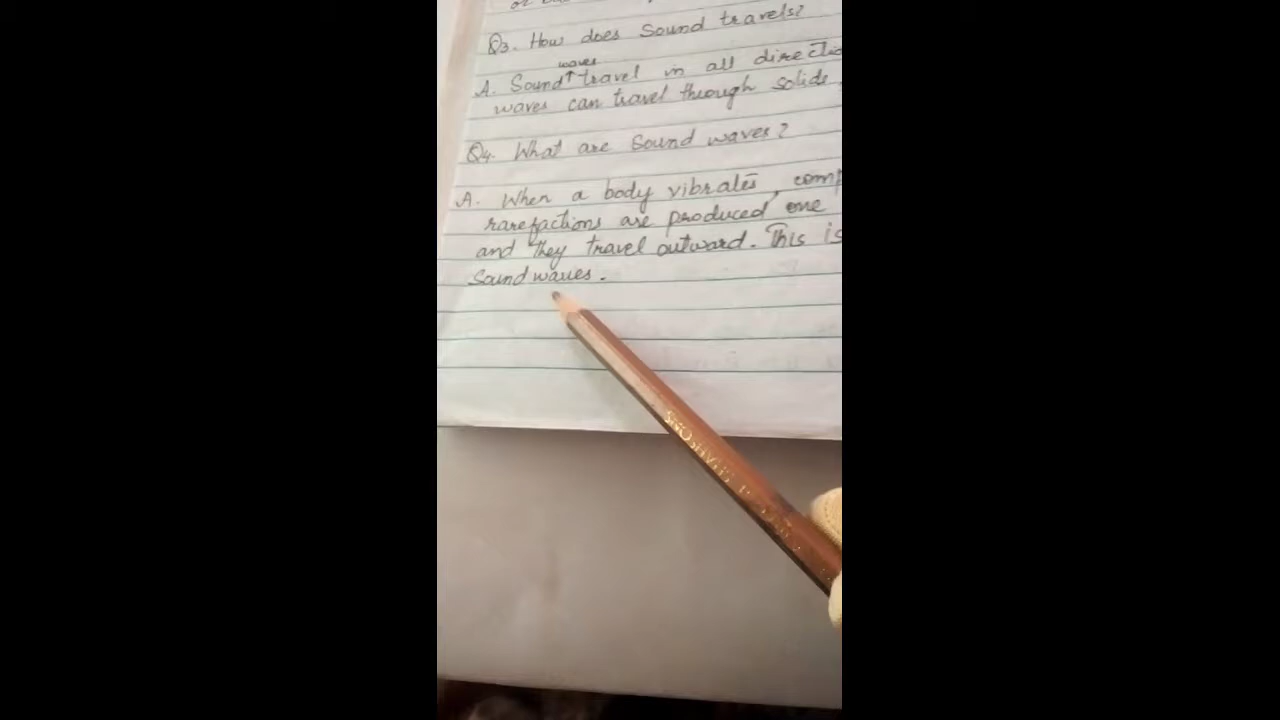 Q3. How does Sound travels?
waves
A. Sound↑travel in all directio
waves can travel through solids
Q4. What are Sound waves?
A. When a body vibrates, comp
rarefactions are produced one
and they travel outward. This is
Sound waves.